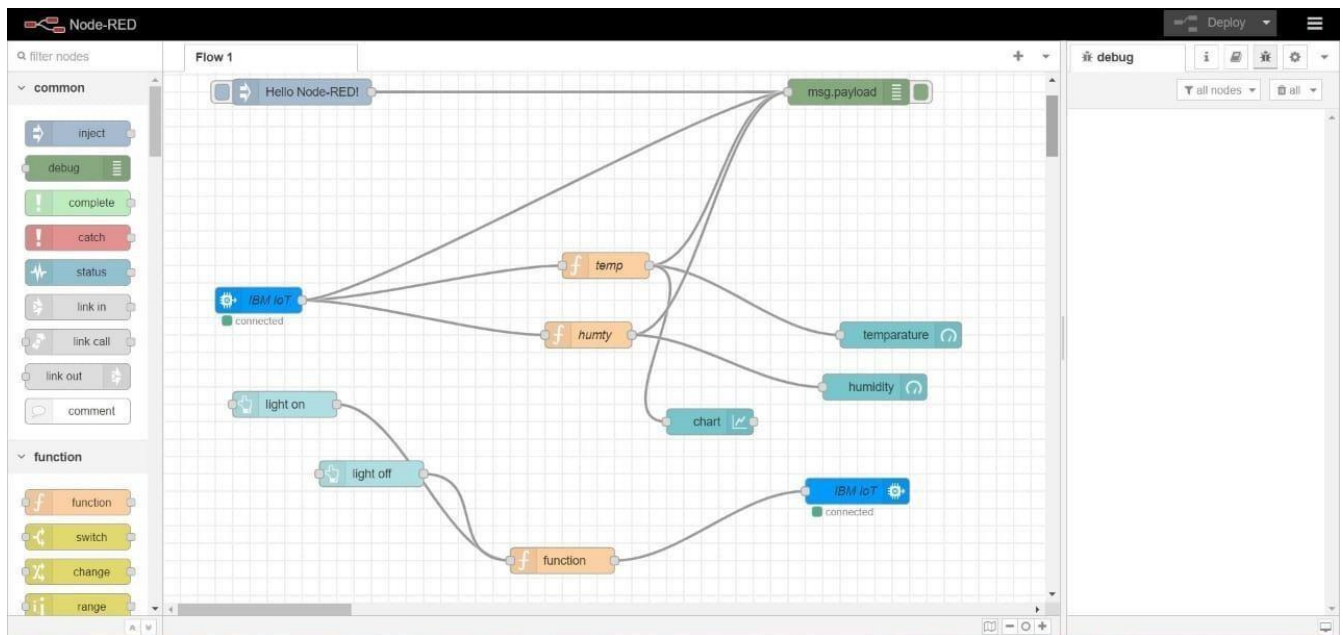 Node-RED
Deploy
filter nodes
common
inject
debug
complete
catch
status
link in
link call
link out
comment
function
function
switch
change
range
Flow 1
Hello Node-RED!
msg.payload
temp
IBM IoT
connected
humty
temparature
humidity
light on
chart
light off
IBM IoT
connected
function
debug
i
all nodes
all